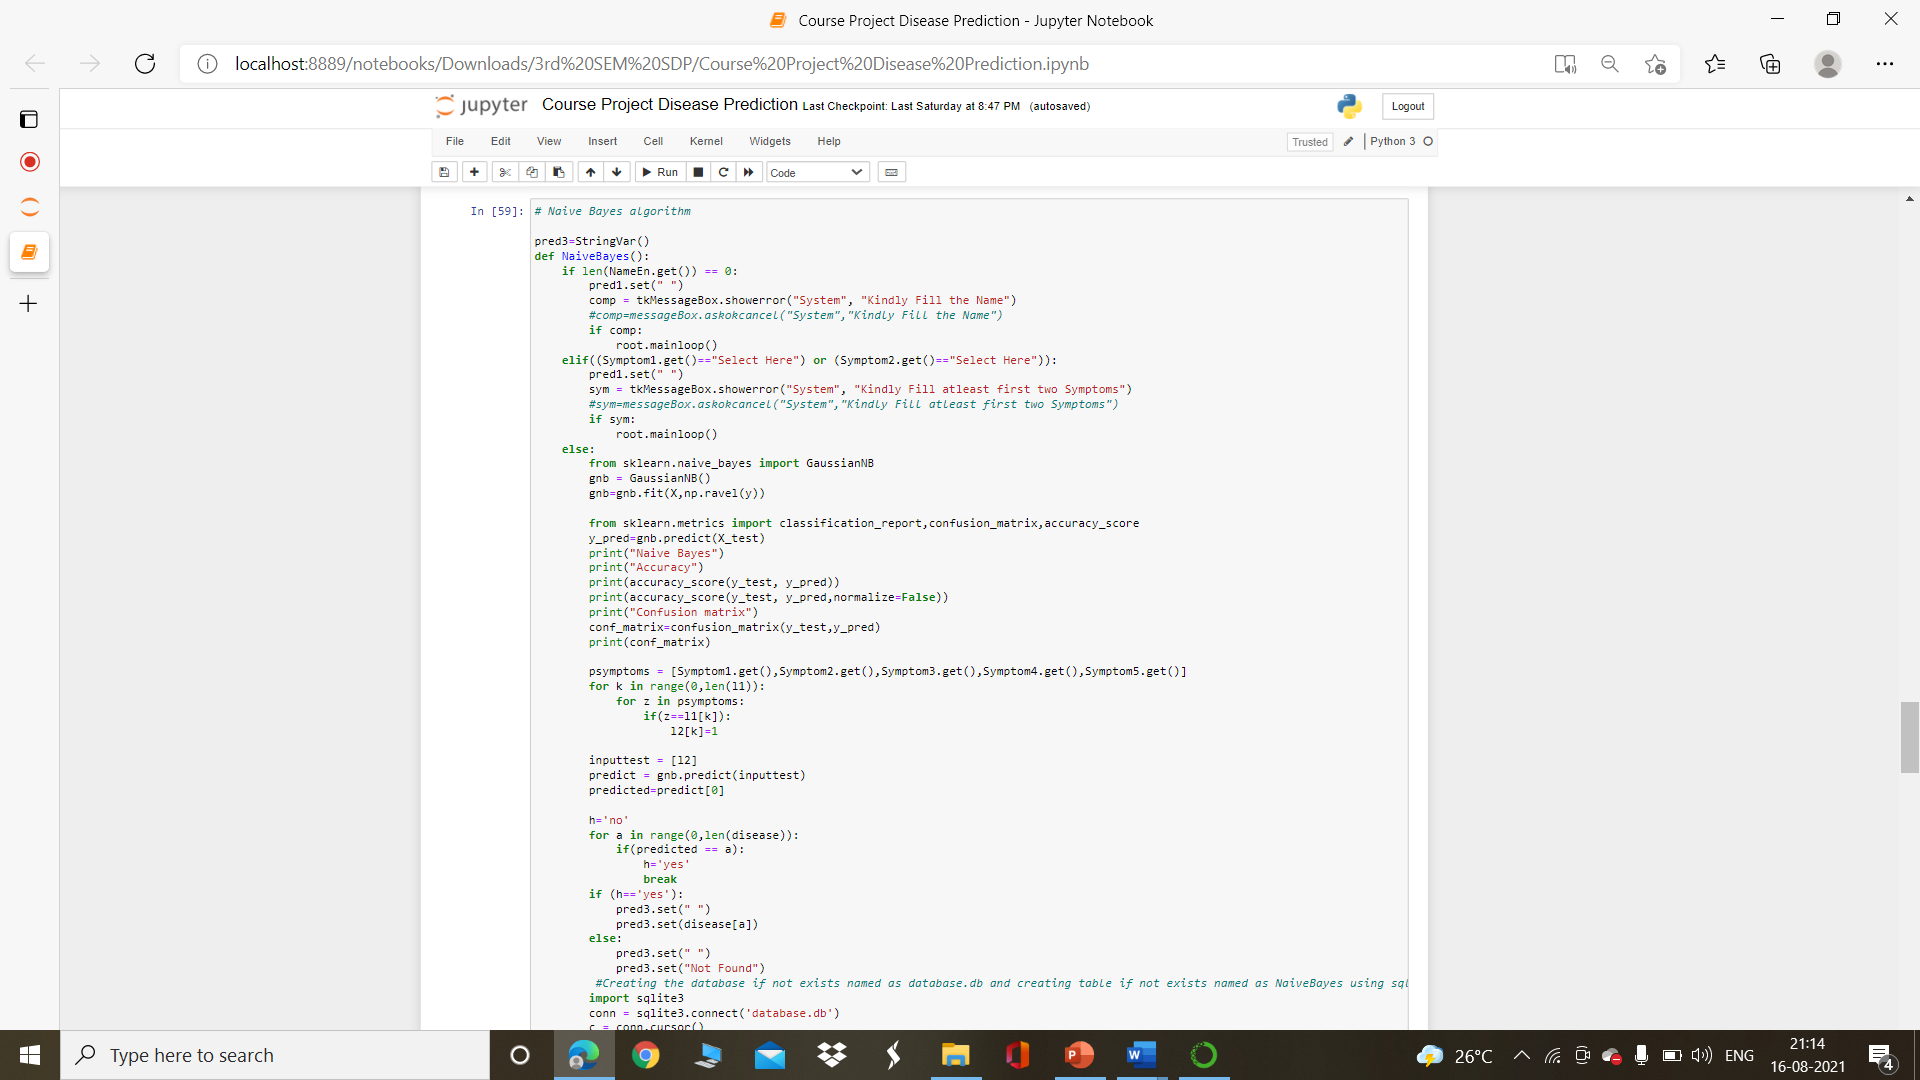 Course Project Disease Prediction - Jupyter Notebook
localhost:8889/notebooks/Downloads/3rd%20SEM%20SDP/Course%20Project%20Disease%20Prediction.ipynb
jupyter Course Project Disease Prediction Last Checkpoint: Last Saturday at 8:47 PM (autosaved)
Logout
File Edit View Insert Cell Kernel Widgets Help
Trusted Python 3
Run Code
In [59]: # Naive Bayes algorithm
pred3=StringVar()
def NaiveBayes():
    if len(NameEn.get()) == 0:
        pred1.set(" ")
        comp = tkMessageBox.showerror("System", "Kindly Fill the Name")
        #comp=messageBox.askokcancel("System","Kindly Fill the Name")
        if comp:
            root.mainloop()
    elif((Symptom1.get()=="Select Here") or (Symptom2.get()=="Select Here")):
        pred1.set(" ")
        sym = tkMessageBox.showerror("System", "Kindly Fill atleast first two Symptoms")
        #sym=messageBox.askokcancel("System","Kindly Fill atleast first two Symptoms")
        if sym:
            root.mainloop()
    else:
        from sklearn.naive_bayes import GaussianNB
        gnb = GaussianNB()
        gnb=gnb.fit(X,np.ravel(y))
        from sklearn.metrics import classification_report,confusion_matrix,accuracy_score
        y_pred=gnb.predict(X_test)
        print("Naive Bayes")
        print("Accuracy")
        print(accuracy_score(y_test, y_pred))
        print(accuracy_score(y_test, y_pred,normalize=False))
        print("Confusion matrix")
        conf_matrix=confusion_matrix(y_test,y_pred)
        print(conf_matrix)
        psymptoms = [Symptom1.get(),Symptom2.get(),Symptom3.get(),Symptom4.get(),Symptom5.get()]
        for k in range(0,len(l1)):
            for z in psymptoms:
                if(z==l1[k]):
                    l2[k]=1
        inputtest = [l2]
        predict = gnb.predict(inputtest)
        predicted=predict[0]
        h='no'
        for a in range(0,len(disease)):
            if(predicted == a):
                h='yes'
                break
        if (h=='yes'):
            pred3.set(" ")
            pred3.set(disease[a])
        else:
            pred3.set(" ")
            pred3.set("Not Found")
         #Creating the database if not exists named as database.db and creating table if not exists named as NaiveBayes using sql
        import sqlite3
        conn = sqlite3.connect('database.db')
        c = conn.cursor()
Type here to search
26°C
ENG
21:14
16-08-2021
4